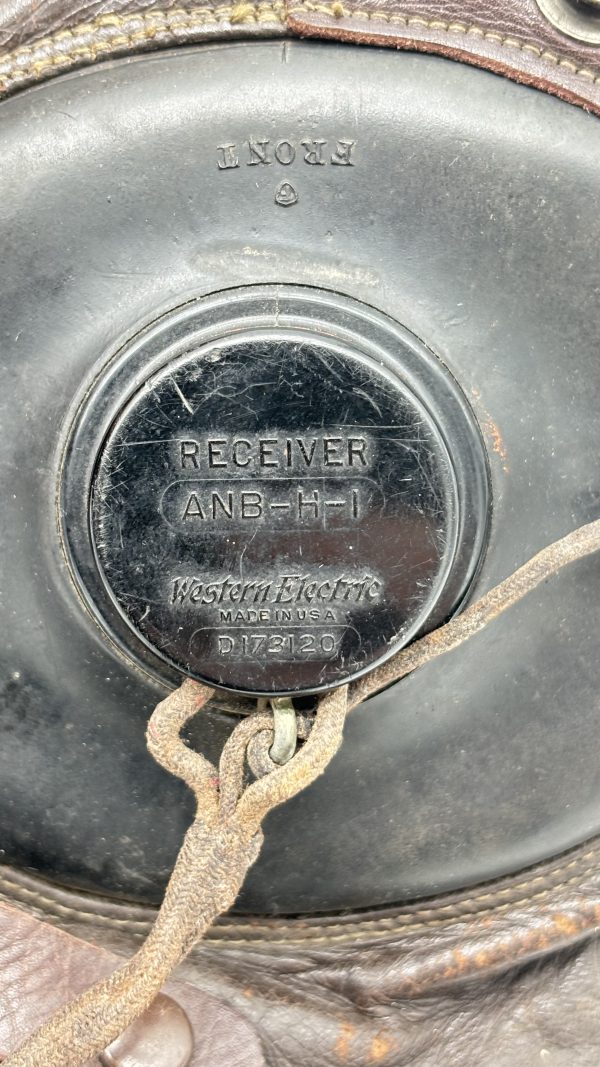 FRONT
RECEIVER
ANB-H-1
Western Electric
MADE IN USA
D173120